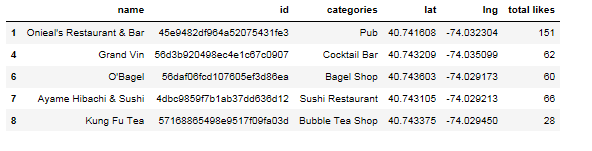 name id categories lat lng total likes
1 Onieal's Restaurant & Bar 45e9482df964a52075431fe3 Pub 40.741608 -74.032304 151
4 Grand Vin 56d3b920498ec4e1c67c0907 Cocktail Bar 40.743209 -74.035099 62
6 O'Bagel 56daf06fcd107605ef3d86ea Bagel Shop 40.743603 -74.029173 60
7 Ayame Hibachi & Sushi 4dbc9859f7b1ab37dd636d12 Sushi Restaurant 40.743105 -74.029213 66
8 Kung Fu Tea 57168865498e9517f09fa03d Bubble Tea Shop 40.743375 -74.029450 28